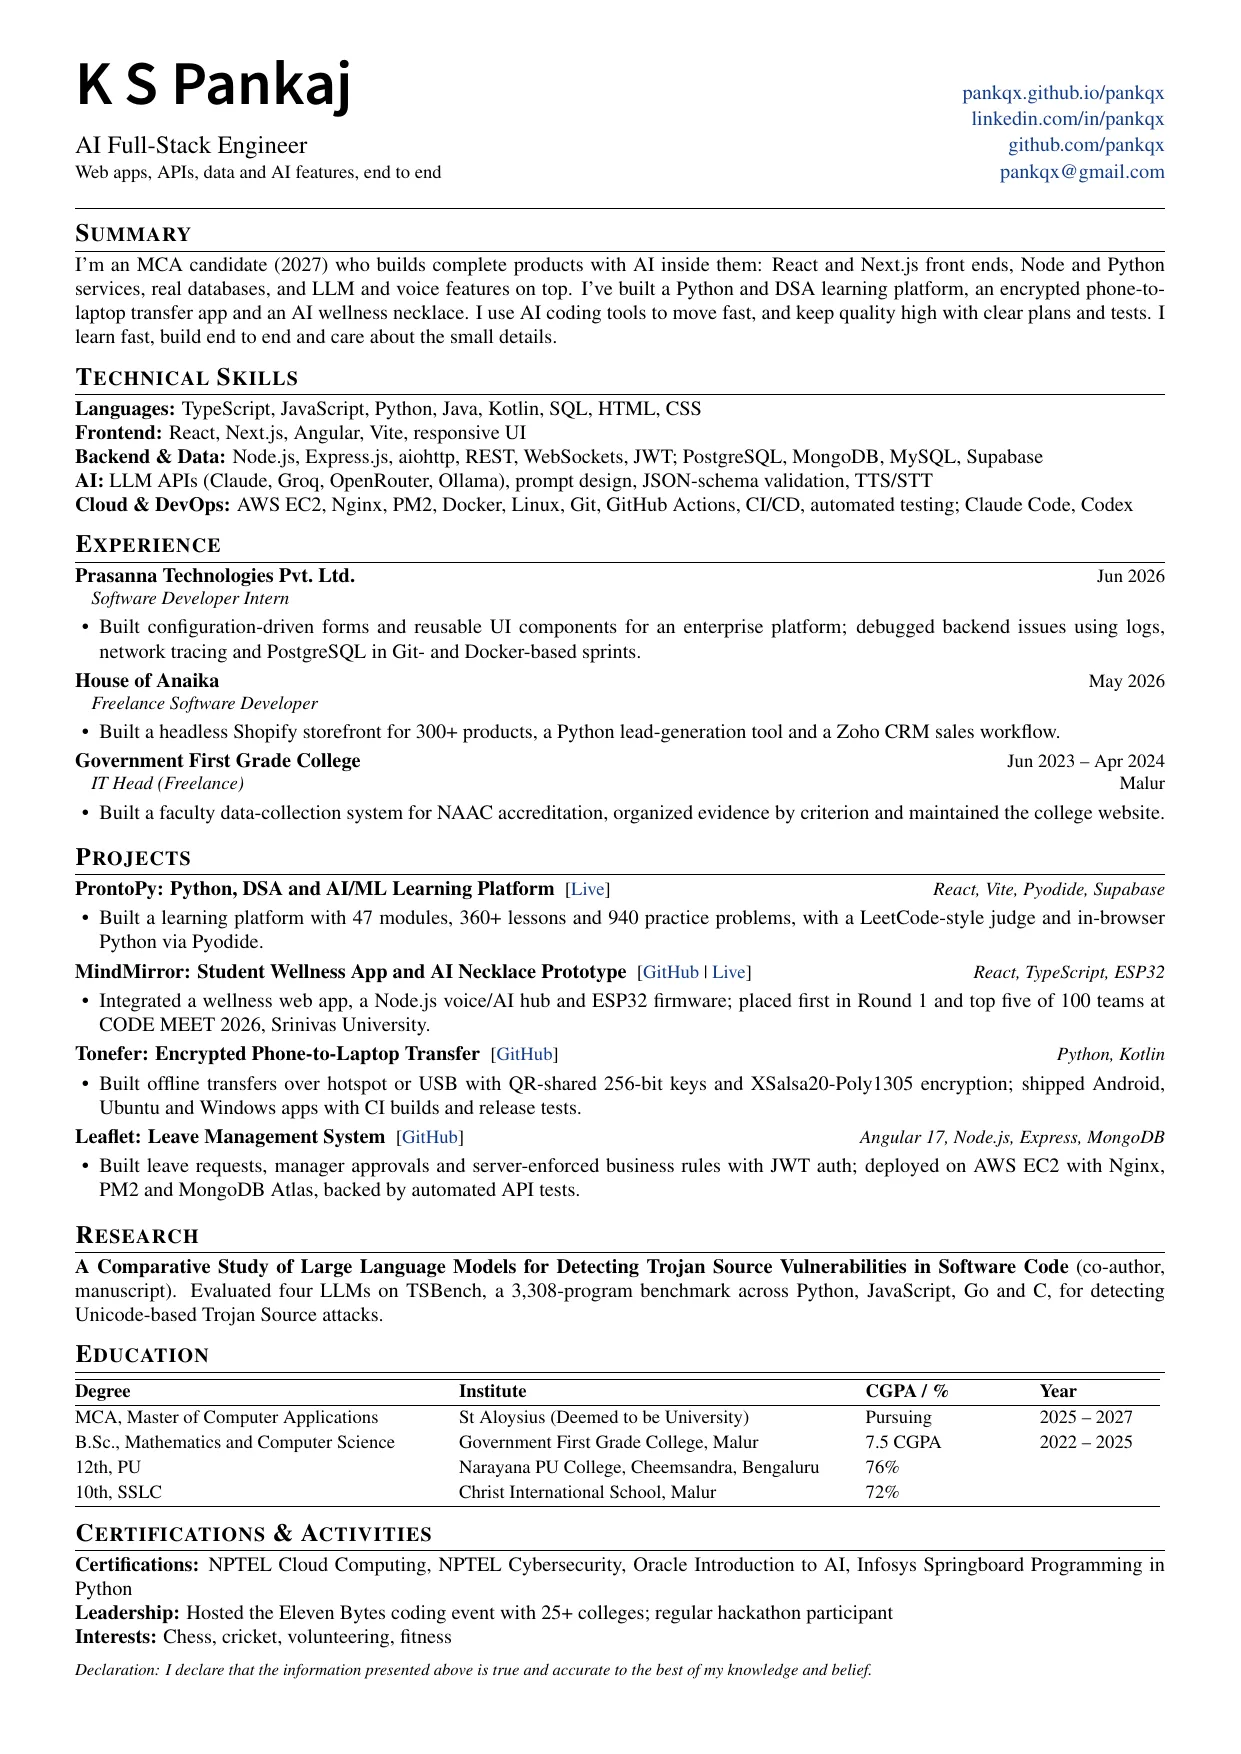 K S Pankaj
AI Full-Stack Engineer
Web apps, APIs, data and AI features, end to end
pankqx.github.io/pankqx
linkedin.com/in/pankqx
github.com/pankqx
pankqx@gmail.com
SUMMARY
I'm an MCA candidate (2027) who builds complete products with AI inside them: React and Next.js front ends, Node and Python
services, real databases, and LLM and voice features on top. I've built a Python and DSA learning platform, an encrypted phone-to-
laptop transfer app and an AI wellness necklace. I use AI coding tools to move fast, and keep quality high with clear plans and tests. I
learn fast, build end to end and care about the small details.
TECHNICAL SKILLS
Languages: TypeScript, JavaScript, Python, Java, Kotlin, SQL, HTML, CSS
Frontend: React, Next.js, Angular, Vite, responsive UI
Backend & Data: Node.js, Express.js, aiohttp, REST, WebSockets, JWT; PostgreSQL, MongoDB, MySQL, Supabase
AI: LLM APIs (Claude, Groq, OpenRouter, Ollama), prompt design, JSON-schema validation, TTS/STT
Cloud & DevOps: AWS EC2, Nginx, PM2, Docker, Linux, Git, GitHub Actions, CI/CD, automated testing; Claude Code, Codex
EXPERIENCE
Prasanna Technologies Pvt. Ltd. Jun 2026
Software Developer Intern
• Built configuration-driven forms and reusable UI components for an enterprise platform; debugged backend issues using logs,
network tracing and PostgreSQL in Git- and Docker-based sprints.
House of Anaika May 2026
Freelance Software Developer
• Built a headless Shopify storefront for 300+ products, a Python lead-generation tool and a Zoho CRM sales workflow.
Government First Grade College Jun 2023 – Apr 2024
IT Head (Freelance) Malur
• Built a faculty data-collection system for NAAC accreditation, organized evidence by criterion and maintained the college website.
PROJECTS
ProntoPy: Python, DSA and AI/ML Learning Platform [Live] React, Vite, Pyodide, Supabase
• Built a learning platform with 47 modules, 360+ lessons and 940 practice problems, with a LeetCode-style judge and in-browser
Python via Pyodide.
MindMirror: Student Wellness App and AI Necklace Prototype [GitHub | Live] React, TypeScript, ESP32
• Integrated a wellness web app, a Node.js voice/AI hub and ESP32 firmware; placed first in Round 1 and top five of 100 teams at
CODE MEET 2026, Srinivas University.
Tonefer: Encrypted Phone-to-Laptop Transfer [GitHub] Python, Kotlin
• Built offline transfers over hotspot or USB with QR-shared 256-bit keys and XSalsa20-Poly1305 encryption; shipped Android,
Ubuntu and Windows apps with CI builds and release tests.
Leaflet: Leave Management System [GitHub] Angular 17, Node.js, Express, MongoDB
• Built leave requests, manager approvals and server-enforced business rules with JWT auth; deployed on AWS EC2 with Nginx,
PM2 and MongoDB Atlas, backed by automated API tests.
RESEARCH
A Comparative Study of Large Language Models for Detecting Trojan Source Vulnerabilities in Software Code (co-author,
manuscript). Evaluated four LLMs on TSBench, a 3,308-program benchmark across Python, JavaScript, Go and C, for detecting
Unicode-based Trojan Source attacks.
EDUCATION
Degree Institute CGPA / % Year
MCA, Master of Computer Applications St Aloysius (Deemed to be University) Pursuing 2025 – 2027
B.Sc., Mathematics and Computer Science Government First Grade College, Malur 7.5 CGPA 2022 – 2025
12th, PU Narayana PU College, Cheemsandra, Bengaluru 76%
10th, SSLC Christ International School, Malur 72%
CERTIFICATIONS & ACTIVITIES
Certifications: NPTEL Cloud Computing, NPTEL Cybersecurity, Oracle Introduction to AI, Infosys Springboard Programming in
Python
Leadership: Hosted the Eleven Bytes coding event with 25+ colleges; regular hackathon participant
Interests: Chess, cricket, volunteering, fitness
Declaration: I declare that the information presented above is true and accurate to the best of my knowledge and belief.